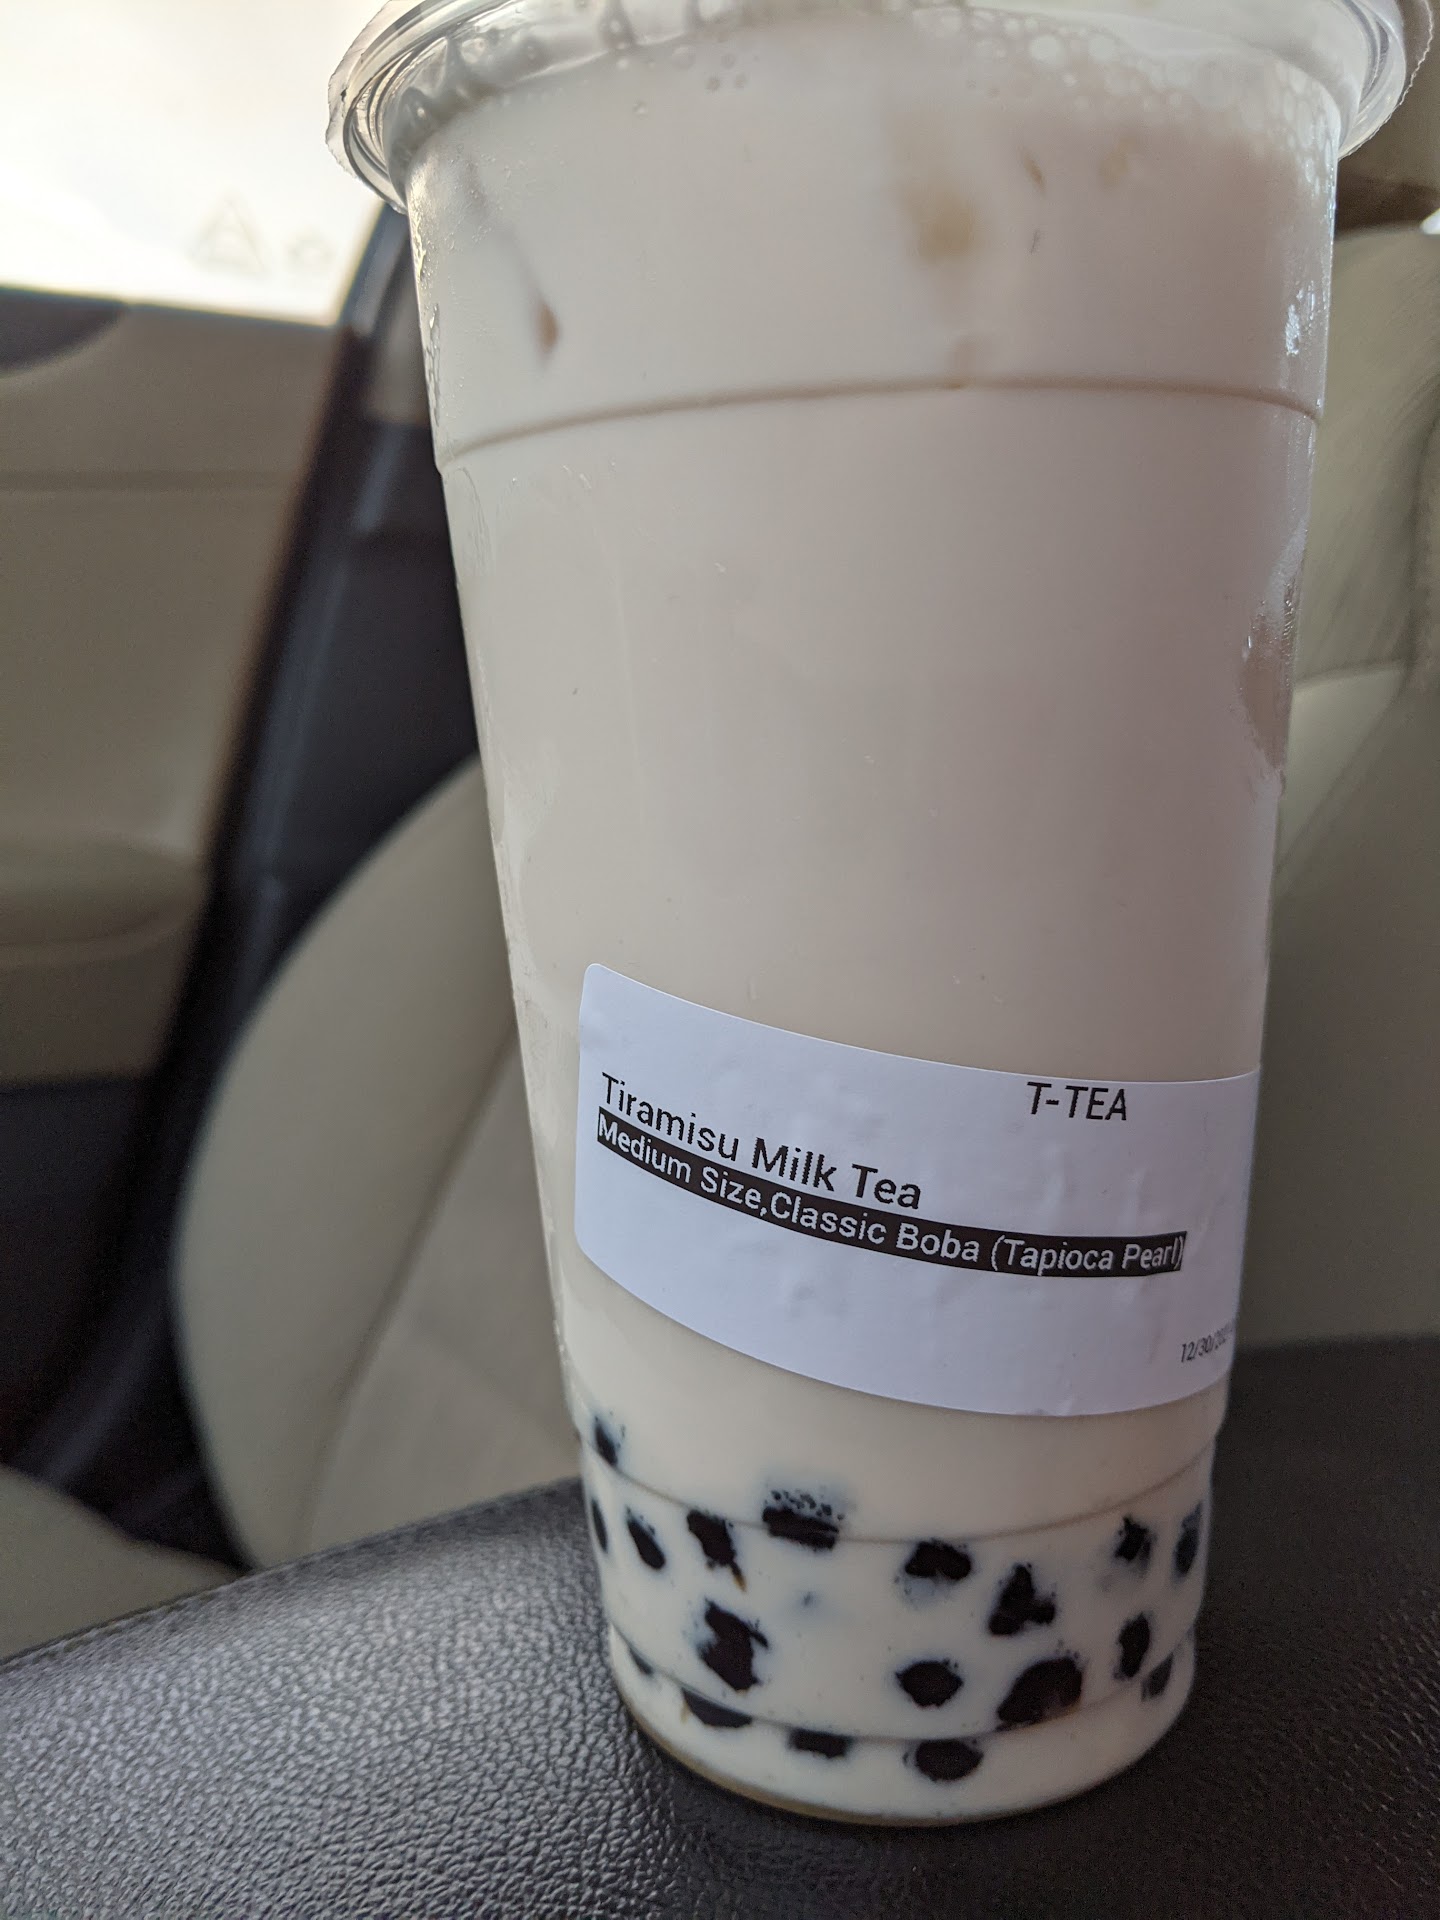 T-TEA
Tiramisu Milk Tea
Medium Size,Classic Boba (Tapioca Pearl)